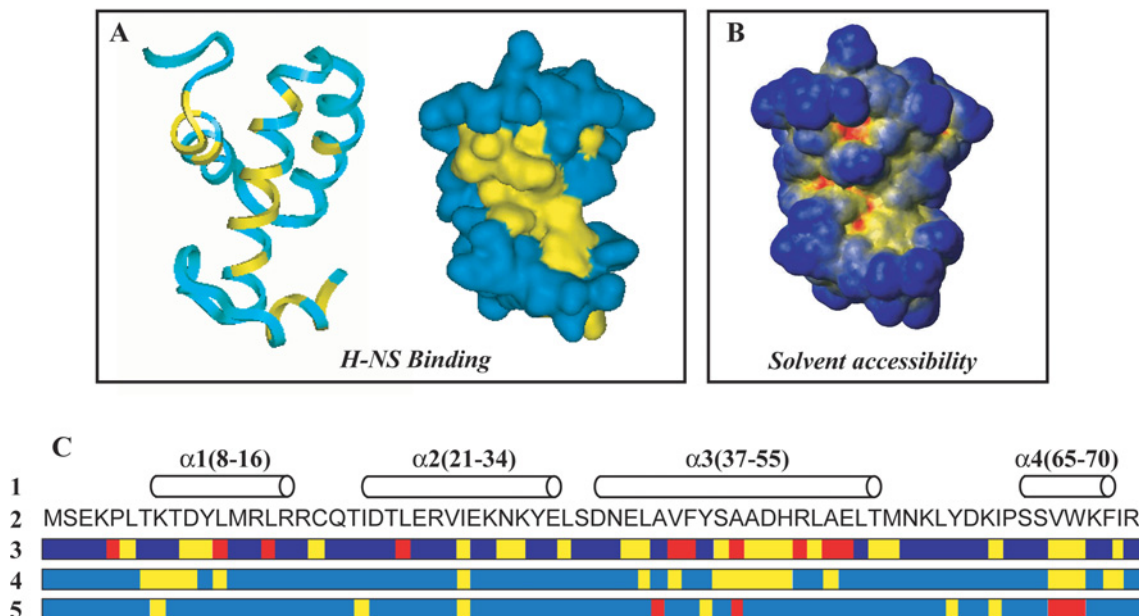 A
B
H-NS Binding
Solvent accessibility
C
α1(8-16) α2(21-34) α3(37-55) α4(65-70)
1
2 MSEKPLTKTDYLMRLRRCQTIDTLERVIEKNKYELSDNELAVFYSAADHRLAELTMNKLYDKIPSSVWKFIR
3
4
5